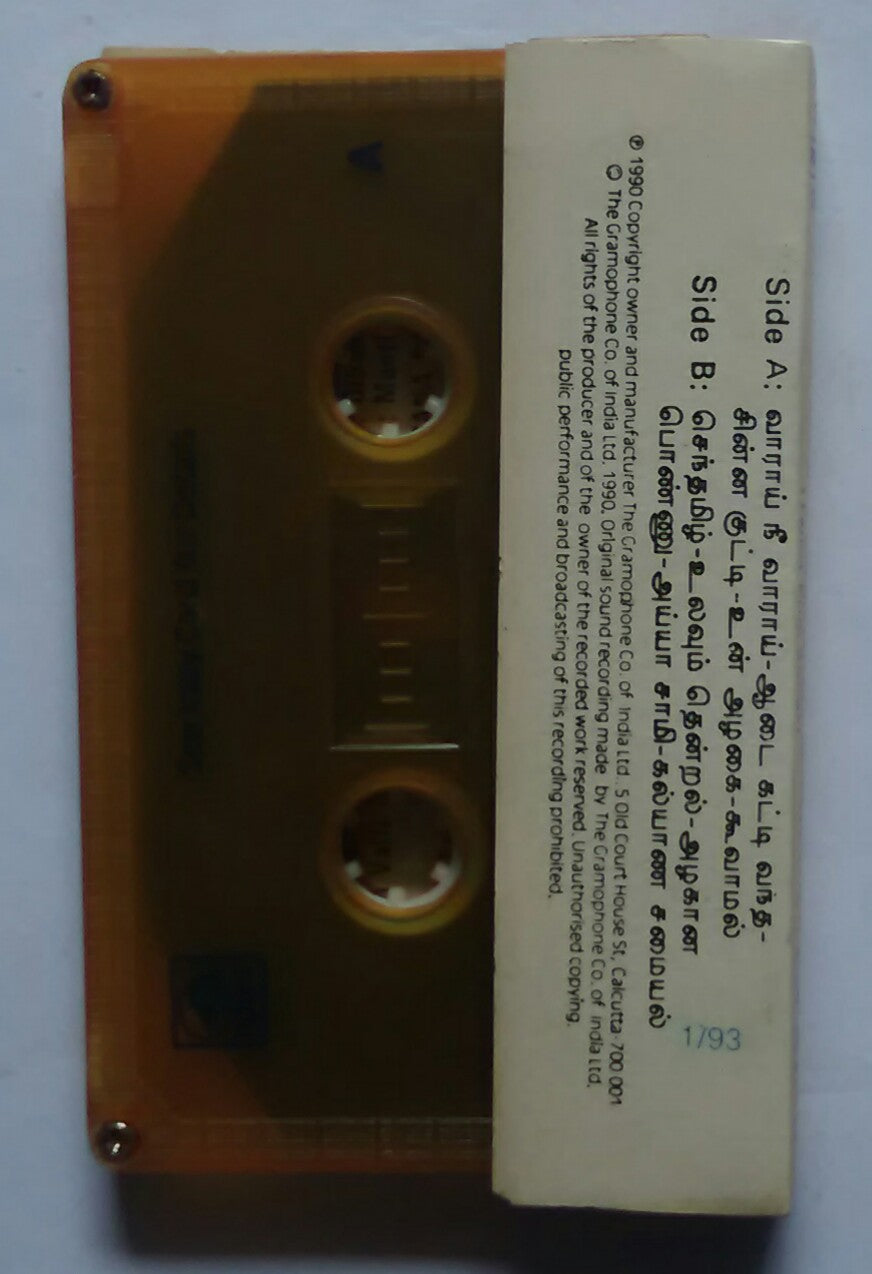 Side A: வாராய் நீ வாராய்-ஆடை கட்டி வந்த-
சின்ன குட்டி-உன் அழகை-கூவாமல்
Side B: செந்தமிழ்-உலவும் தென்றல்-அழகான
பொண்ணு-அய்யா சாமி-கல்யாண சமையல்
℗ 1990 Copyright owner and manufacturer The Gramophone Co. of India Ltd., 5 Old Court House St, Calcutta-700 001
© The Gramophone Co. of India Ltd, 1990. Original sound recording made by The Gramophone Co. of India Ltd.
All rights of the producer and of the owner of the recorded work reserved. Unauthorised copying,
public performance and broadcasting of this recording prohibited.
1/93
A